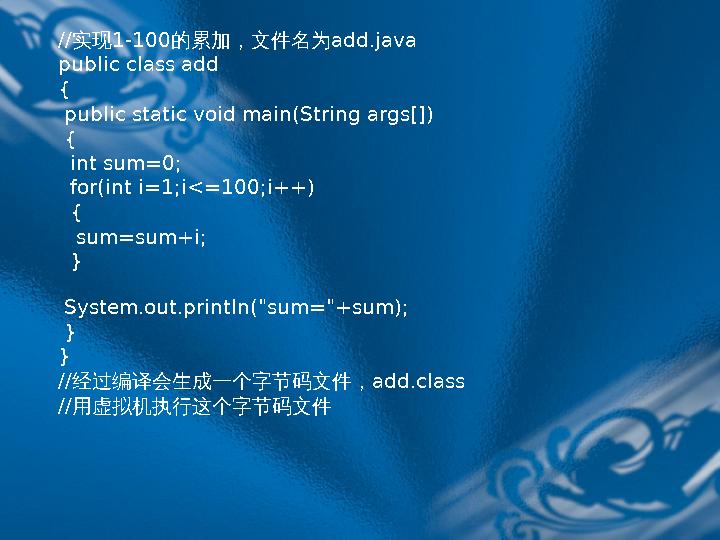 //实现1-100的累加，文件名为add.java
public class add
{
public static void main(String args[])
{
int sum=0;
for(int i=1;i<=100;i++)
{
sum=sum+i;
}
System.out.println("sum="+sum);
}
}
//经过编译会生成一个字节码文件，add.class
//用虚拟机执行这个字节码文件